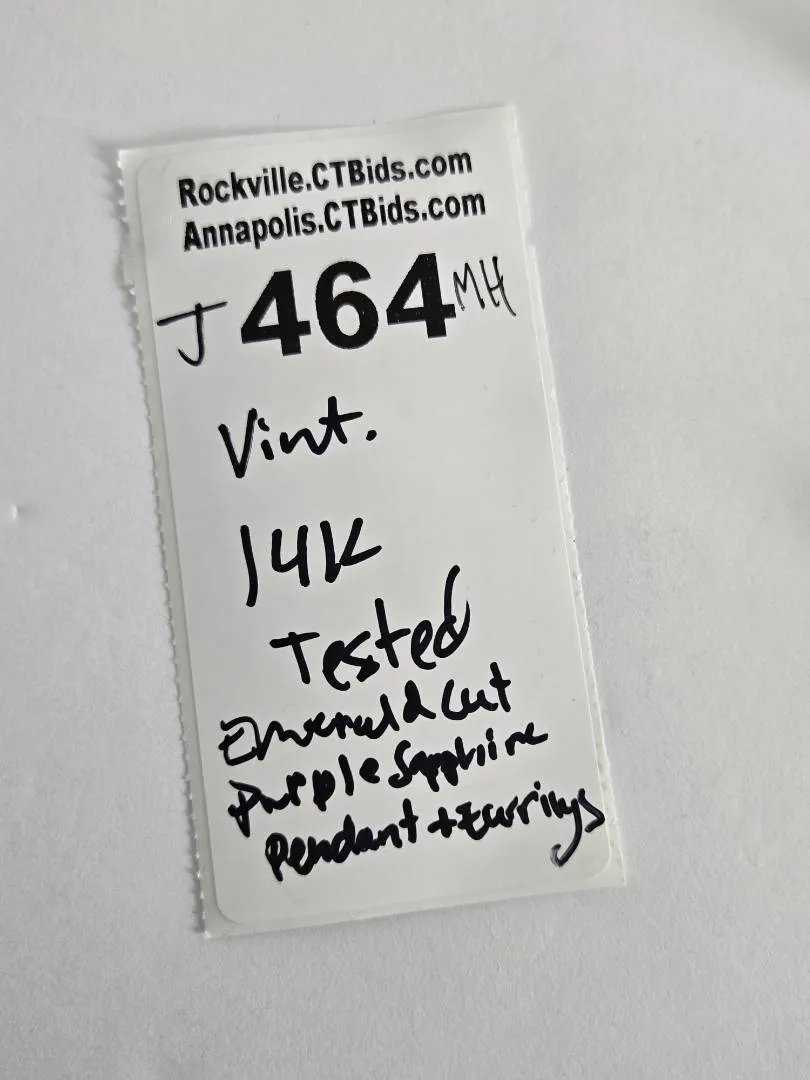 Rockville.CTBids.com
Annapolis.CTBids.com
J 464 MH
Vint.
14K
Tested
Emerald Cut
Purple Sapphire
Pendant + Earrings